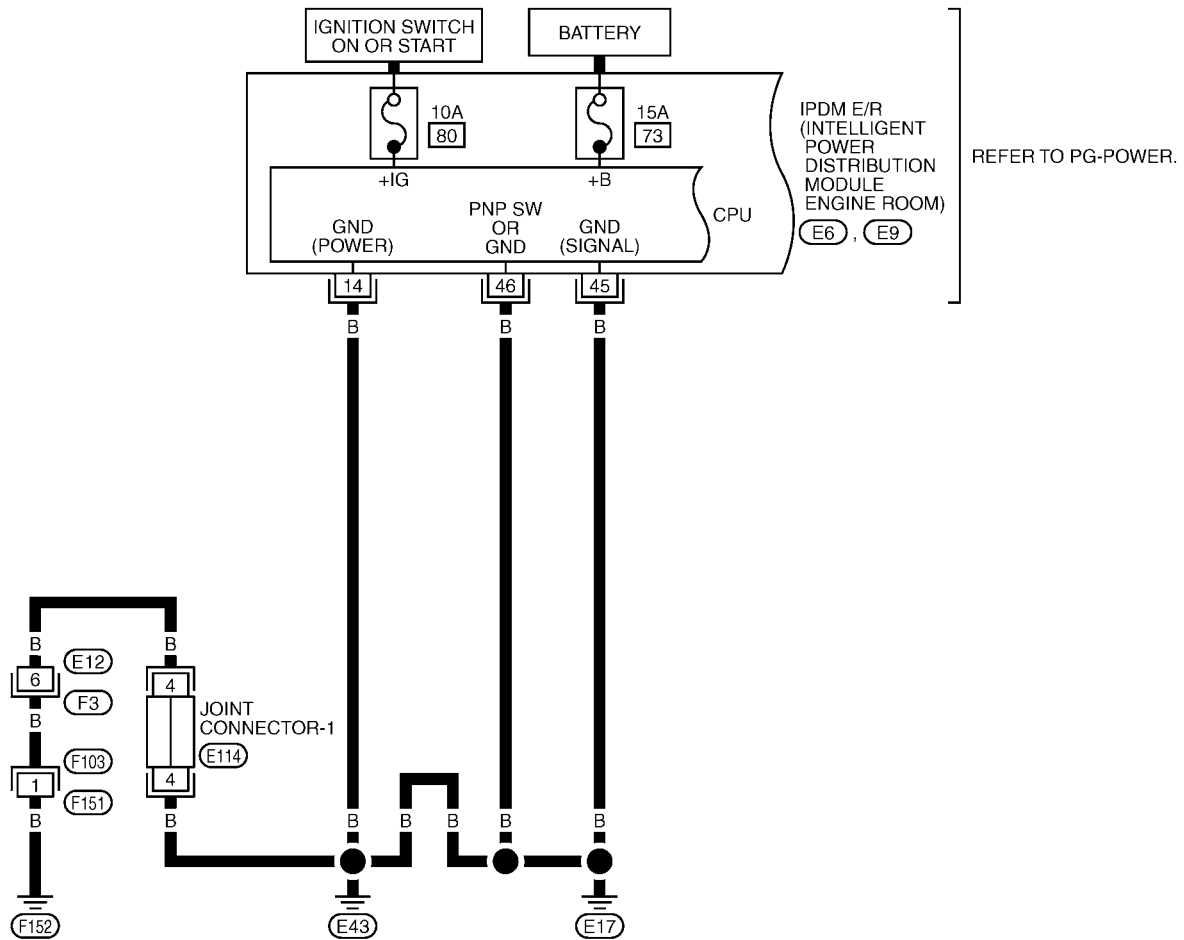 IGNITION SWITCH
ON OR START
BATTERY
10A
80
15A
73
IPDM E/R
(INTELLIGENT
POWER
DISTRIBUTION
MODULE
ENGINE ROOM)
E6 , E9
REFER TO PG-POWER.
+IG
+B
CPU
GND
(POWER)
PNP SW
OR
GND
GND
(SIGNAL)
14
46
45
B
B
B
B
B
6
E12
F3
4
JOINT
CONNECTOR-1
E114
B
1
F103
F151
4
B
B
B
B
B
B
B
F152
E43
E17